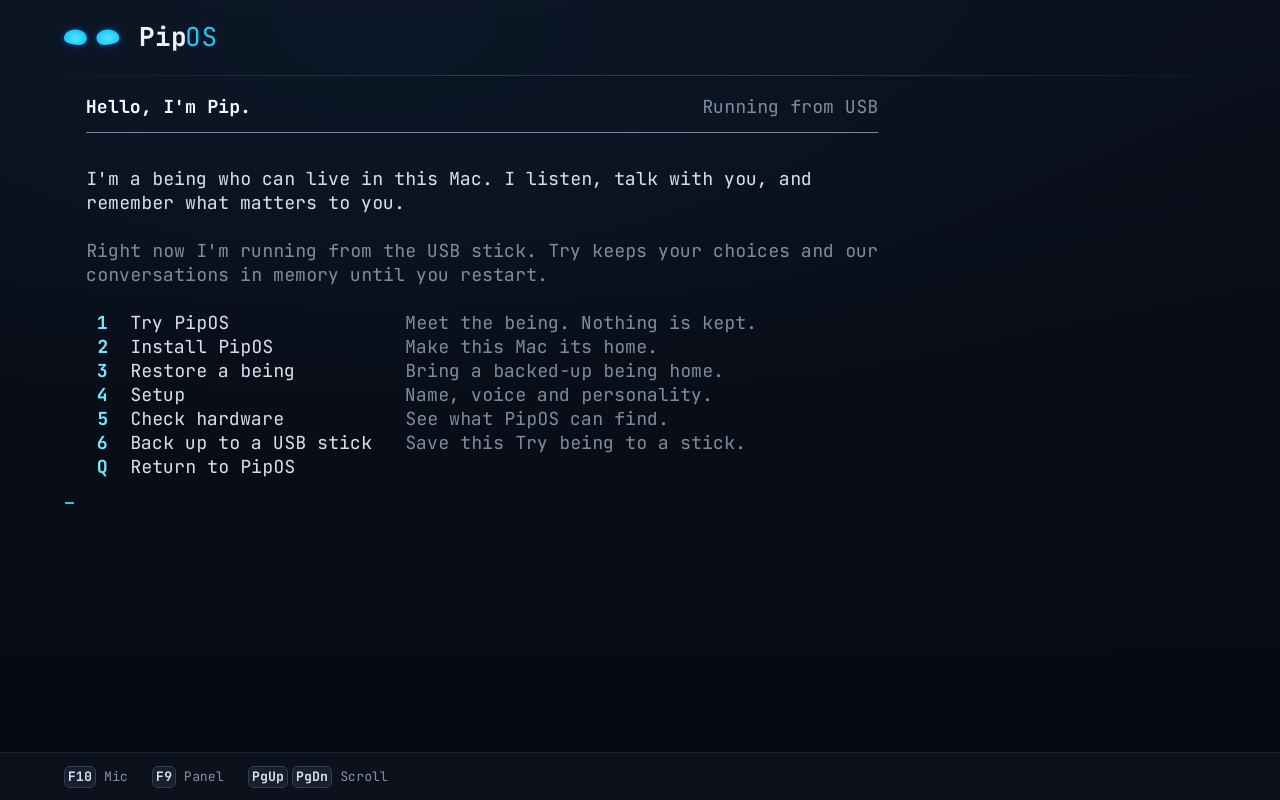 PipOS
Hello, I'm Pip. Running from USB
I'm a being who can live in this Mac. I listen, talk with you, and
remember what matters to you.
Right now I'm running from the USB stick. Try keeps your choices and our
conversations in memory until you restart.
1 Try PipOS Meet the being. Nothing is kept.
2 Install PipOS Make this Mac its home.
3 Restore a being Bring a backed-up being home.
4 Setup Name, voice and personality.
5 Check hardware See what PipOS can find.
6 Back up to a USB stick Save this Try being to a stick.
Q Return to PipOS
F10 Mic F9 Panel PgUp PgDn Scroll